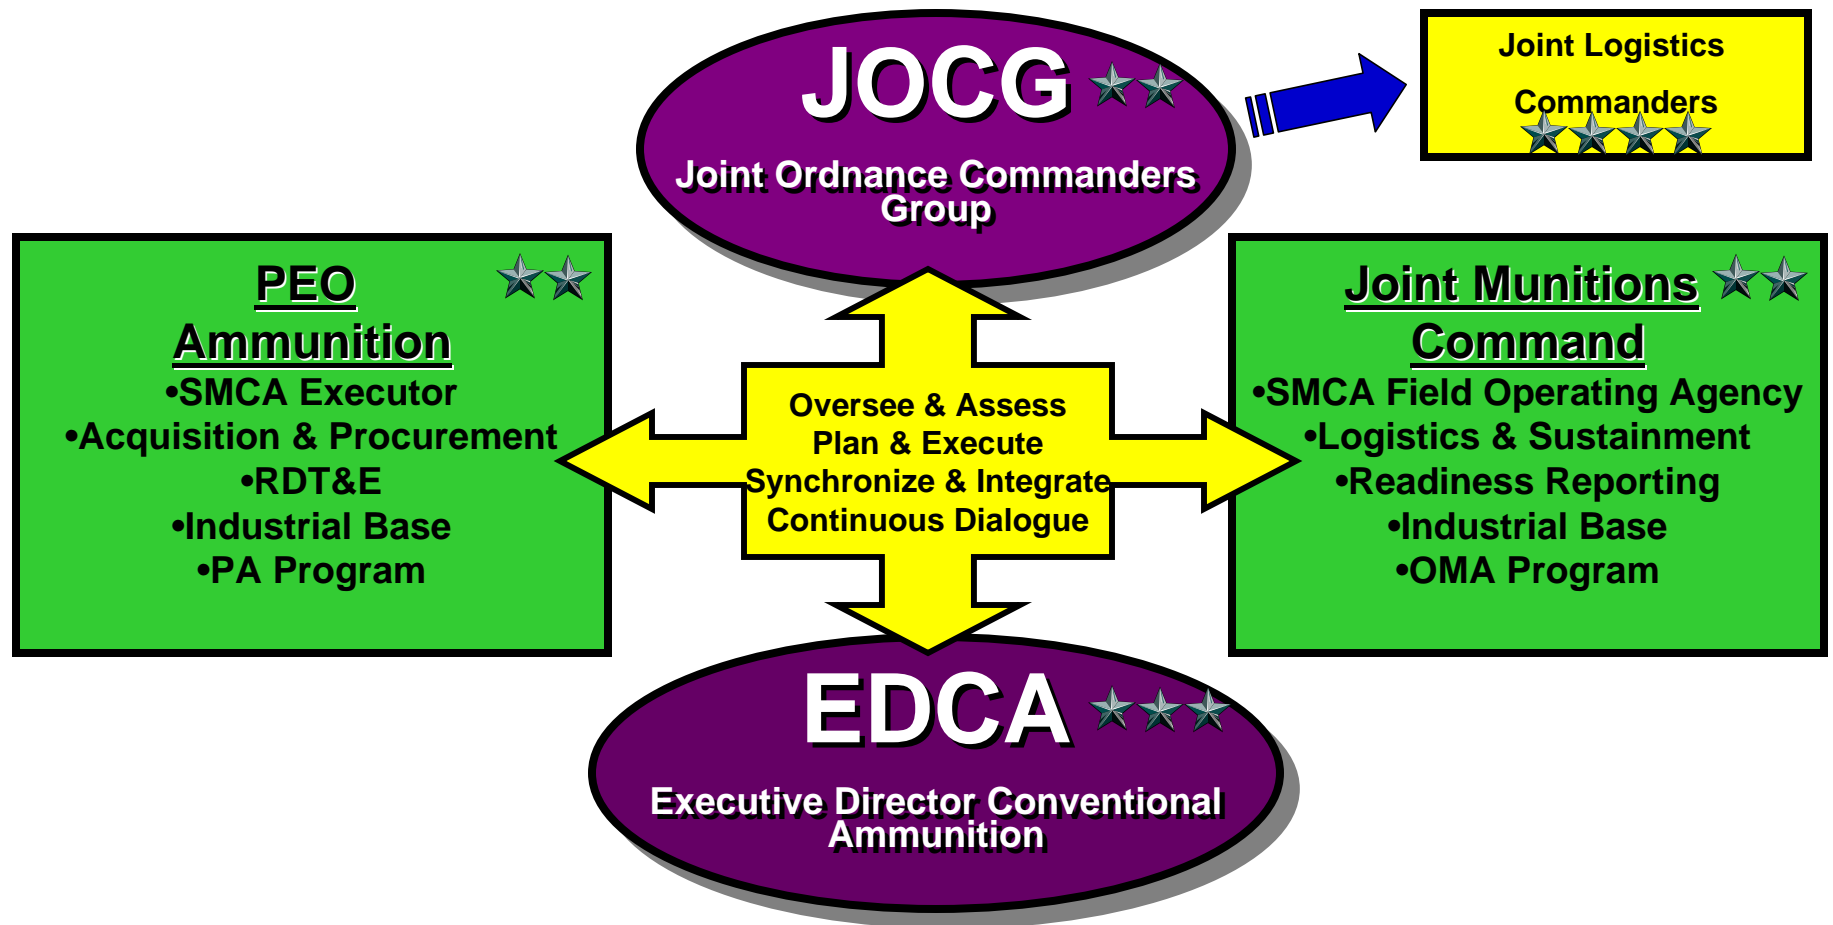 JOCG
Joint Ordnance Commanders
Group
Joint Logistics
Commanders
PEO
Ammunition
•SMCA Executor
•Acquisition & Procurement
•RDT&E
•Industrial Base
•PA Program
Oversee & Assess
Plan & Execute
Synchronize & Integrate
Continuous Dialogue
Joint Munitions
Command
•SMCA Field Operating Agency
•Logistics & Sustainment
•Readiness Reporting
•Industrial Base
•OMA Program
EDCA
Executive Director Conventional
Ammunition